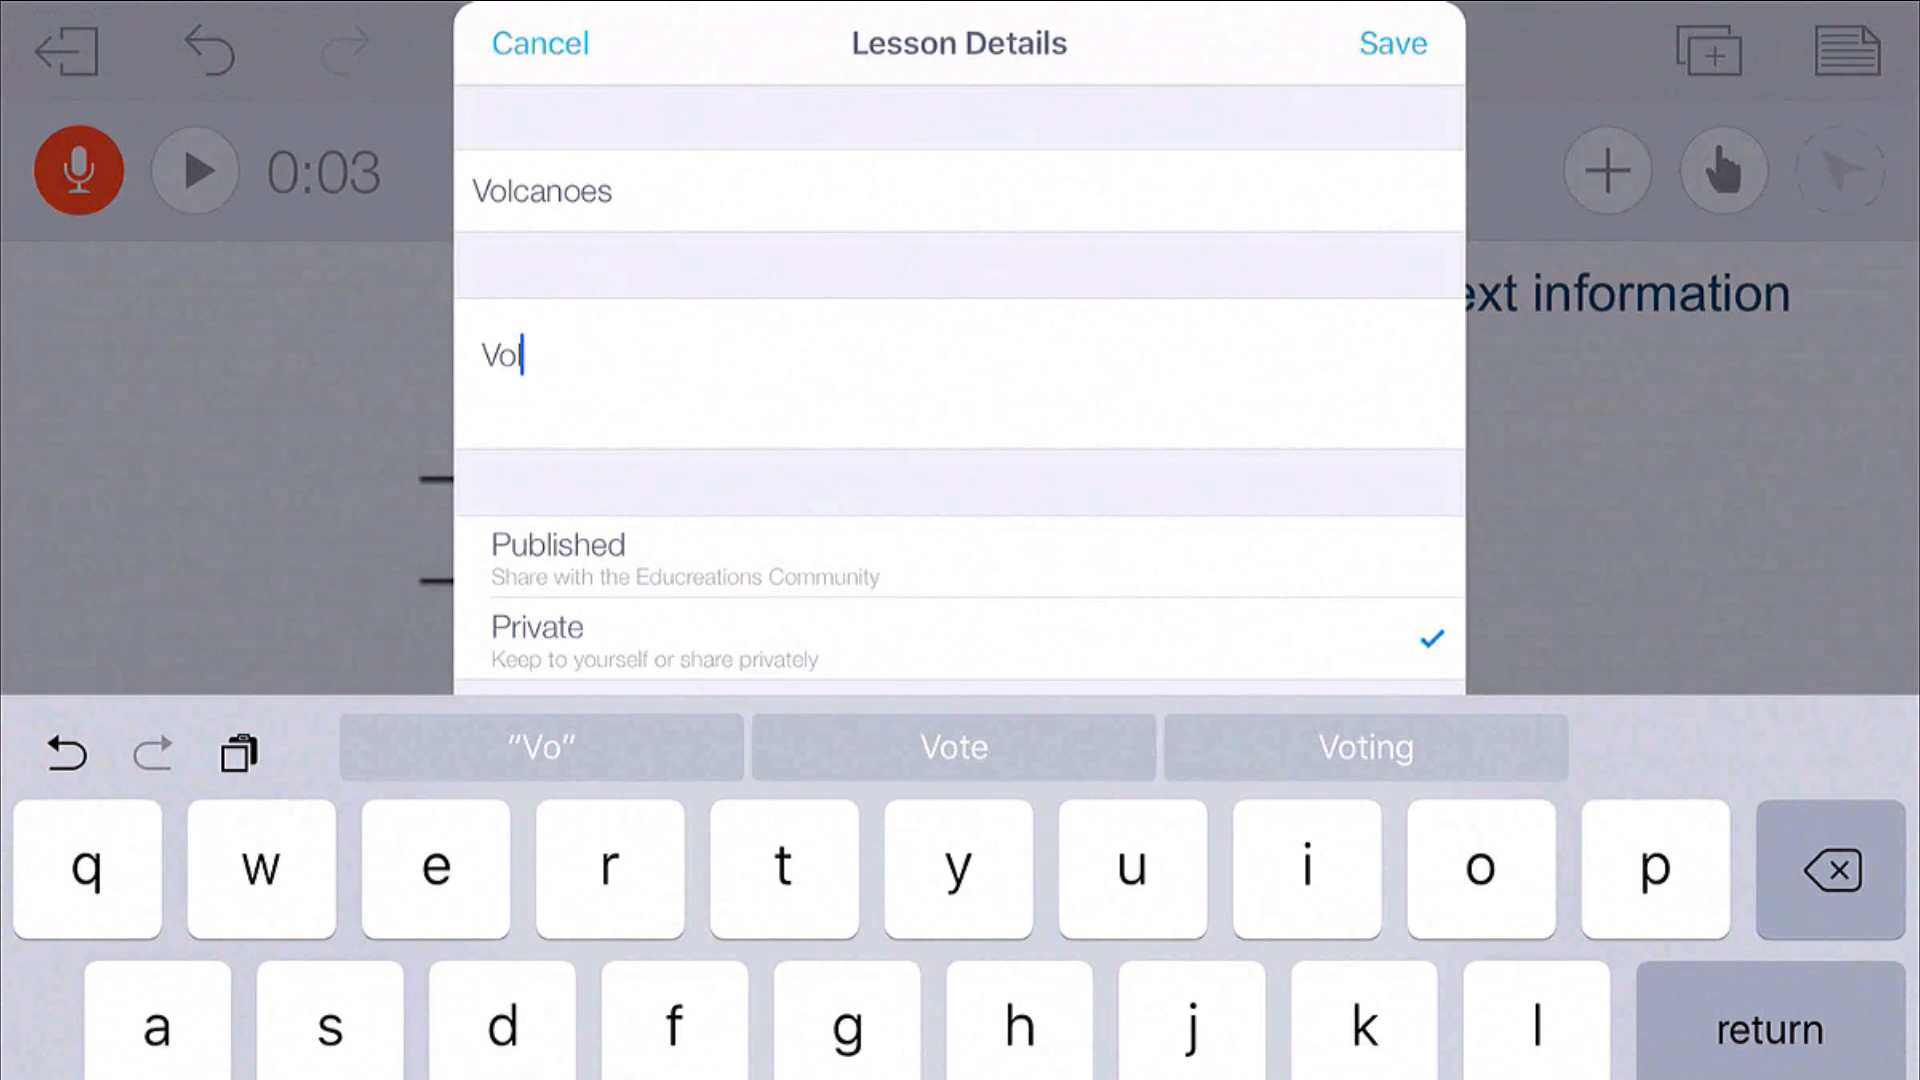 Cancel Lesson Details Save
0:03
Volcanoes
ext information
Vol
Published
Share with the Educreations Community
Private
Keep to yourself or share privately
"Vo" Vote Voting
q w e r t y u i o p
a s d f g h j k l return